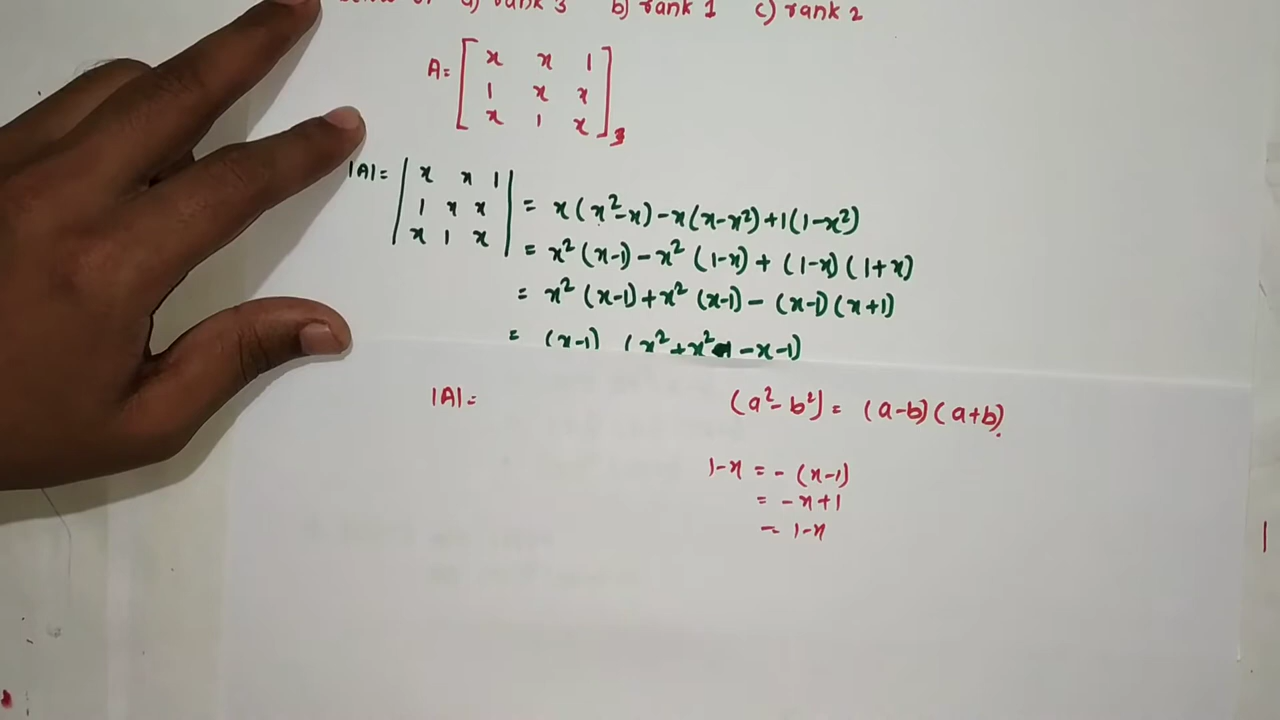 a) rank 3 b) rank 1 c) rank 2
A= [ x x 1
1 x x
x 1 x ]3
|A|= | x x 1
1 x x
x 1 x | = x(x²-x)-x(x-x²)+1(1-x²)
= x²(x-1)-x²(1-x)+(1-x)(1+x)
= x²(x-1)+x²(x-1)-(x-1)(x+1)
= (x-1) (x²+x²-x-1)
|A|= (a²-b²)= (a-b)(a+b).
1-x = -(x-1)
= -x+1
= 1-x